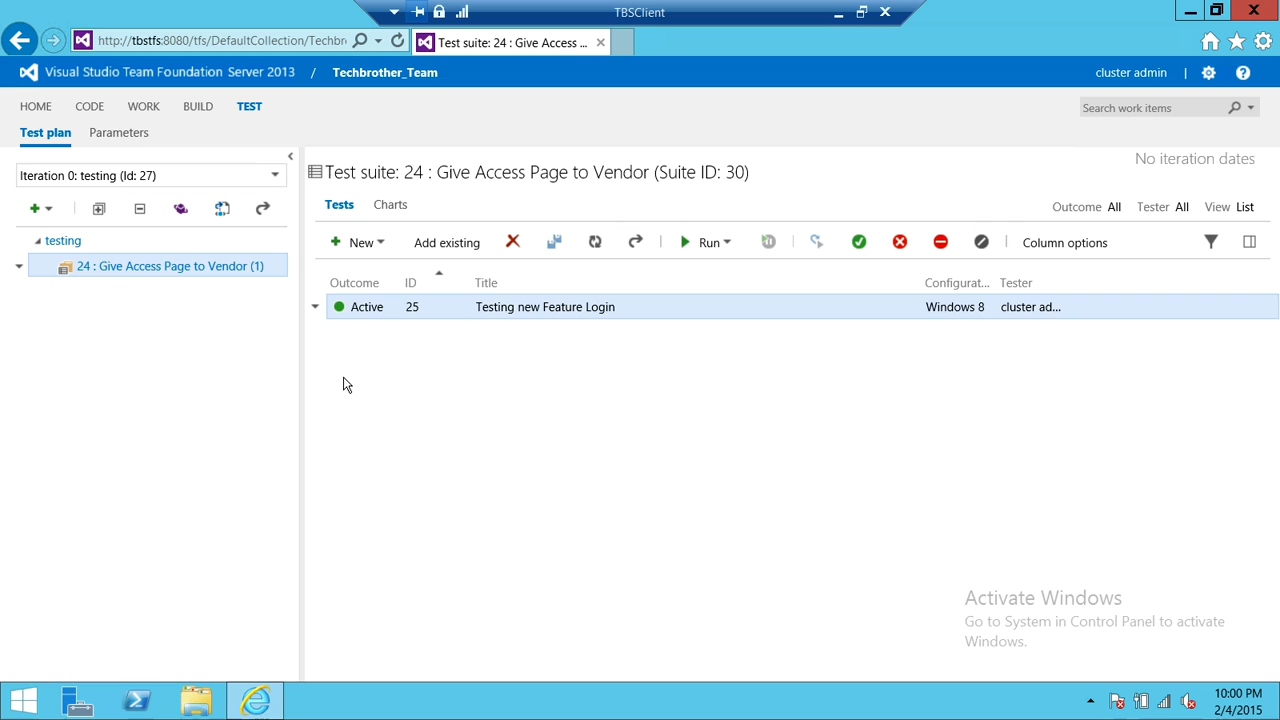 TBSClient
http://tbstfs:8080/tfs/DefaultCollection/Techbr
Test suite: 24 : Give Access ...
Visual Studio Team Foundation Server 2013 / Techbrother_Team
cluster admin
HOME CODE WORK BUILD TEST
Search work items
Test plan Parameters
No iteration dates
Iteration 0: testing (Id: 27)
Test suite: 24 : Give Access Page to Vendor (Suite ID: 30)
Tests Charts
Outcome All Tester All View List
New Add existing Run Column options
testing
24 : Give Access Page to Vendor (1)
Outcome ID Title Configurat... Tester
Active 25 Testing new Feature Login Windows 8 cluster ad...
Activate Windows
Go to System in Control Panel to activate
Windows.
10:00 PM
2/4/2015